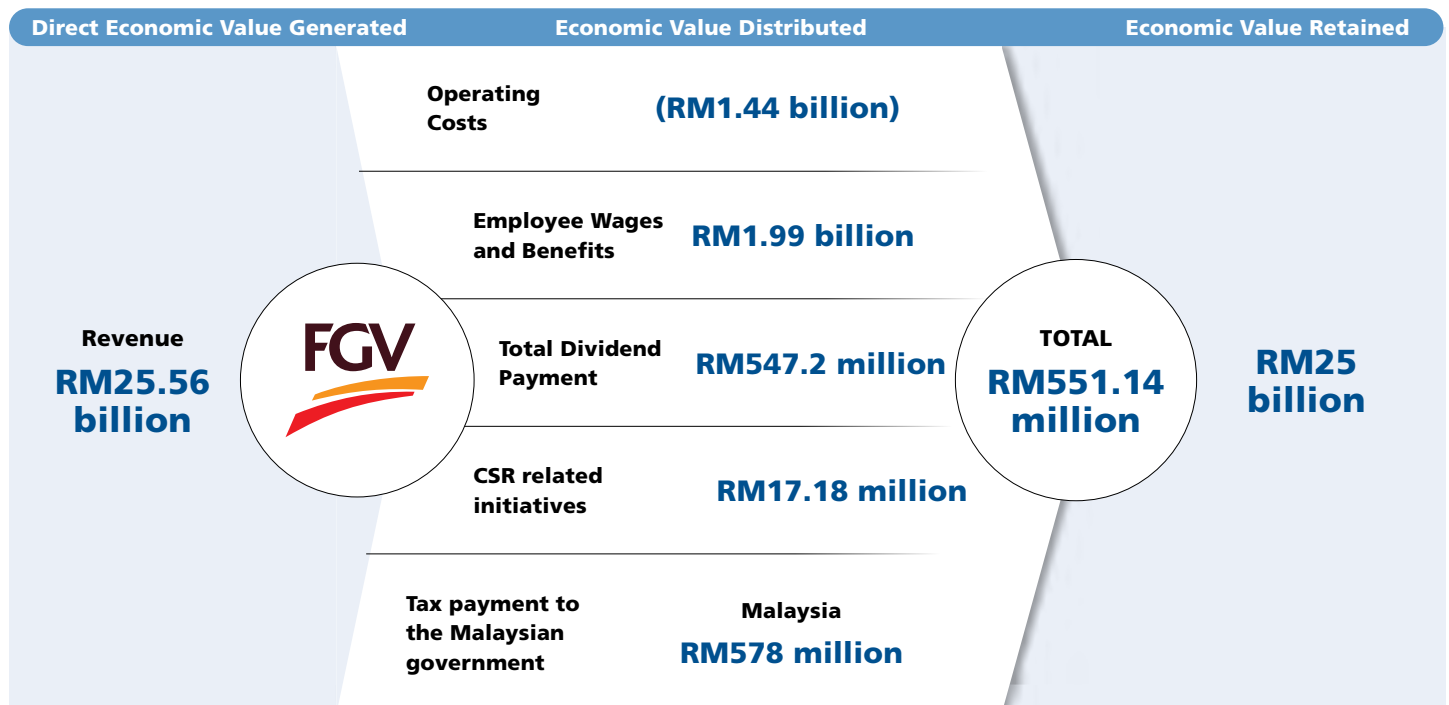 Direct Economic Value Generated
Economic Value Distributed
Economic Value Retained
Revenue
RM25.56
billion
FGV
Operating
Costs
(RM1.44 billion)
Employee Wages
and Benefits
RM1.99 billion
Total Dividend
Payment
RM547.2 million
CSR related
initiatives
RM17.18 million
Tax payment to
the Malaysian
government
Malaysia
RM578 million
TOTAL
RM551.14
million
RM25
billion